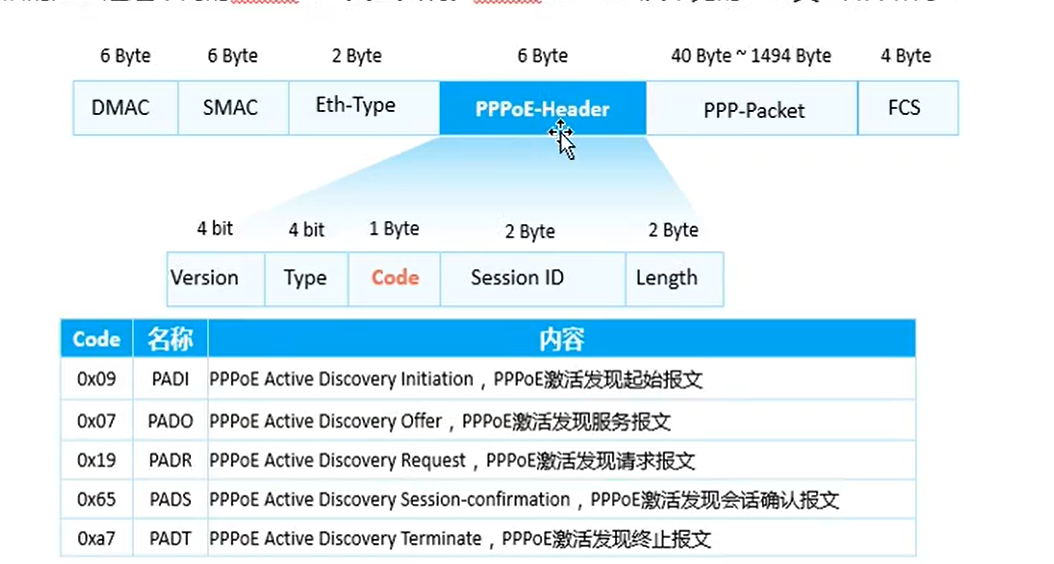 6 Byte 6 Byte 2 Byte 6 Byte 40 Byte ~ 1494 Byte 4 Byte
DMAC SMAC Eth-Type PPPoE-Header PPP-Packet FCS
4 bit 4 bit 1 Byte 2 Byte 2 Byte
Version Type Code Session ID Length
Code 名称 内容
0x09 PADI PPPoE Active Discovery Initiation，PPPoE激活发现起始报文
0x07 PADO PPPoE Active Discovery Offer，PPPoE激活发现服务报文
0x19 PADR PPPoE Active Discovery Request，PPPoE激活发现请求报文
0x65 PADS PPPoE Active Discovery Session-confirmation，PPPoE激活发现会话确认报文
0xa7 PADT PPPoE Active Discovery Terminate，PPPoE激活发现终止报文